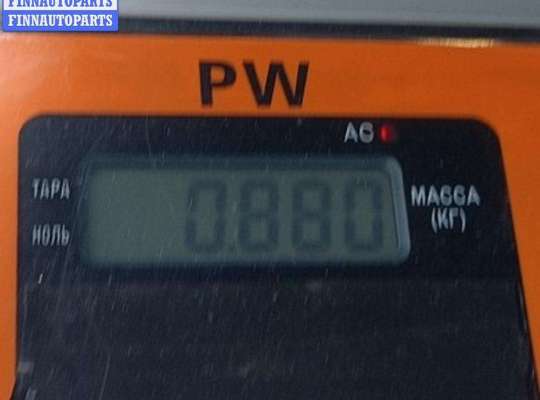 FINNAUTOPARTS
FINNAUTOPARTS
PW
АС
ТАРА
0.880
МАССА
(КГ)
НОЛЬ